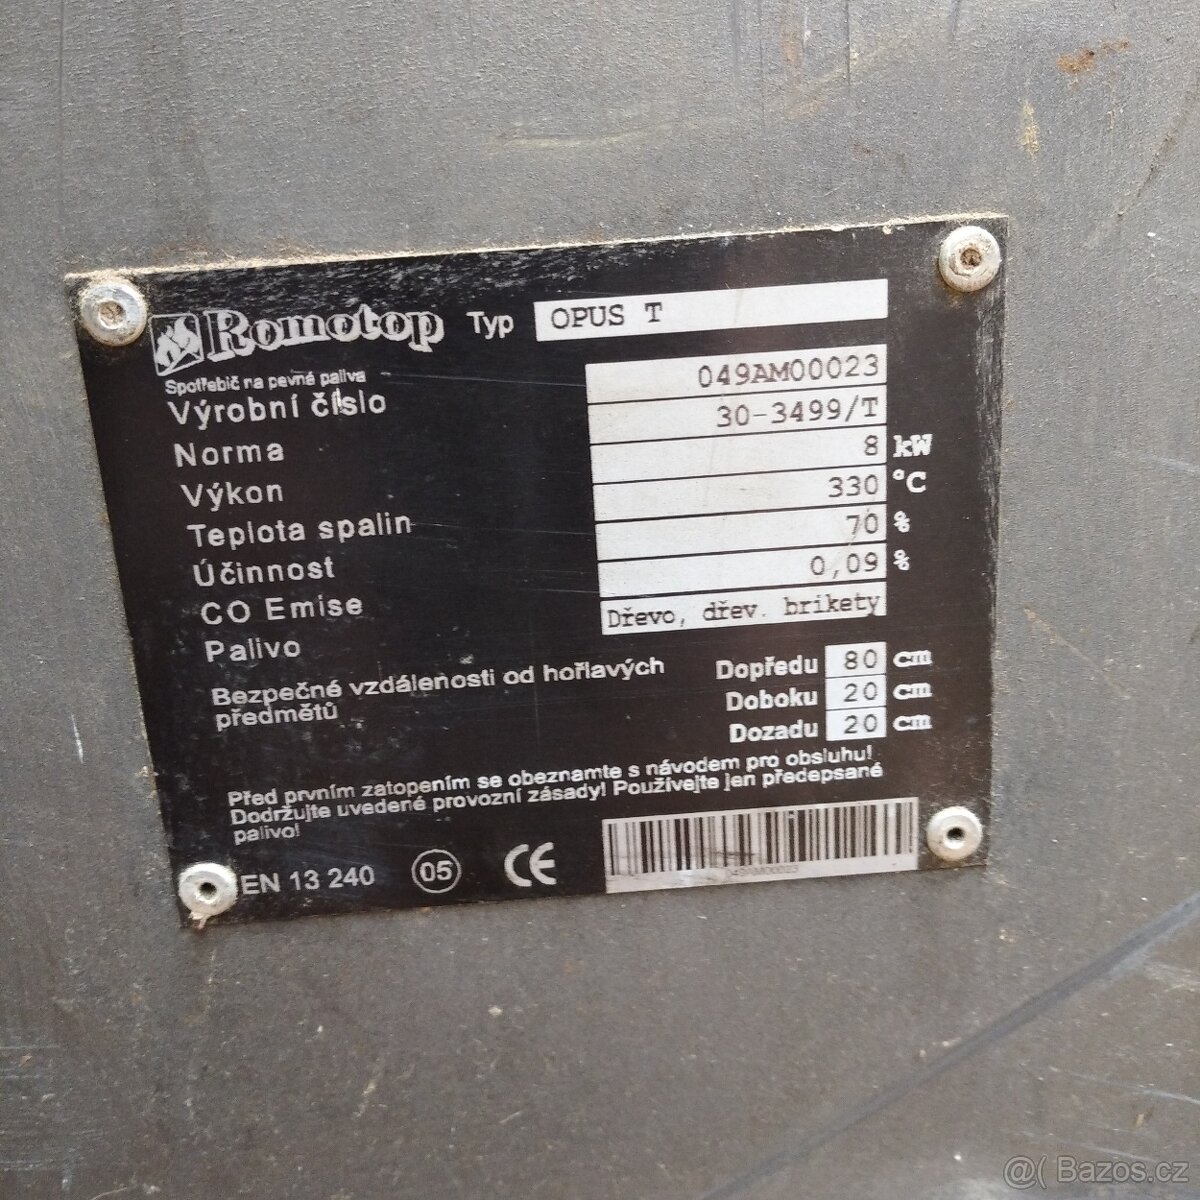 Romotop Typ OPUS T
Spotřebič na pevná paliva
Výrobní číslo 049AM00023
Norma 30-3499/T
Výkon 8 kW
Teplota spalin 330 °C
Účinnost 70 %
CO Emise 0,09 %
Palivo Dřevo, dřev. brikety
Bezpečné vzdálenosti od hořlavých
předmětů
Dopředu 80 cm
Doboku 20 cm
Dozadu 20 cm
Před prvním zatopením se obeznamte s návodem pro obsluhu!
Dodržujte uvedené provozní zásady! Používejte jen předepsané
palivo!
EN 13 240 05 CE
49AM00023
@( Bazos.cz